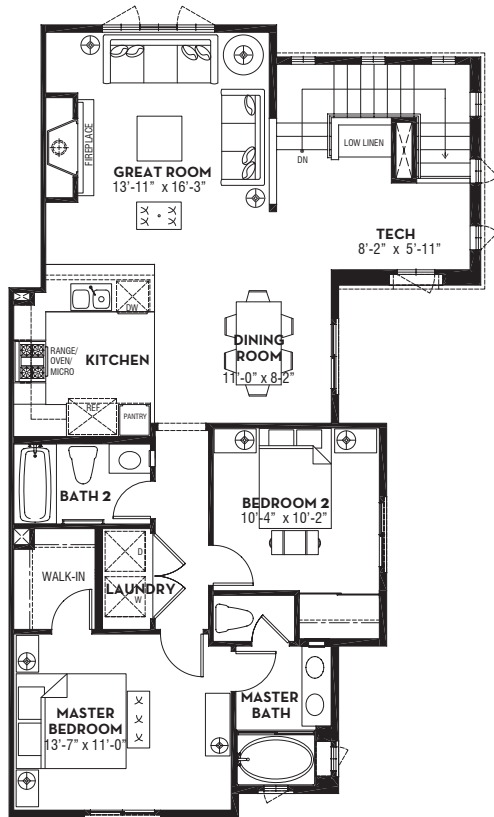 FIREPLACE
GREAT ROOM
13'-11" x 16'-3"
DN
LOW LINEN
TECH
8'-2" x 5'-11"
DW
RANGE/
OVEN/
MICRO
KITCHEN
REF
PANTRY
DINING
ROOM
11'-0" x 8'-2"
BATH 2
BEDROOM 2
10'-4" x 10'-2"
D
WALK-IN
LAUNDRY
W
MASTER
BATH
MASTER
BEDROOM
13'-7" x 11'-0"